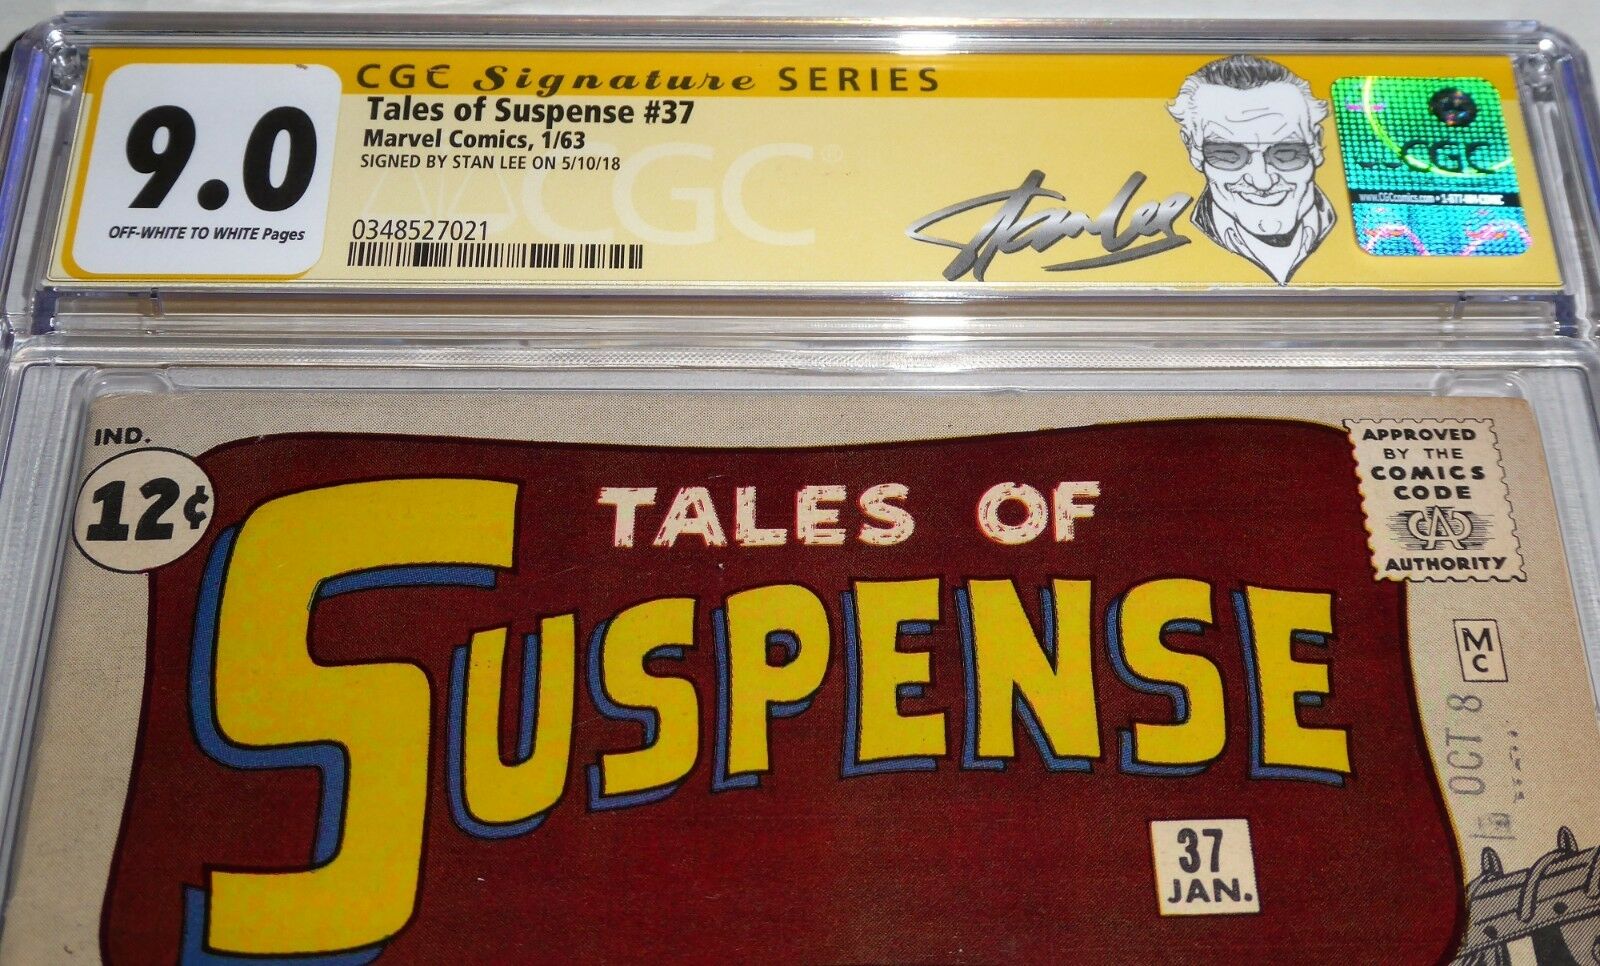 CGC Signature SERIES
9.0
OFF-WHITE TO WHITE Pages
Tales of Suspense #37
Marvel Comics, 1/63
SIGNED BY STAN LEE ON 5/10/18
CGC®
0348527021
Stan Lee
CGC
IND.
12¢
TALES OF
SUSPENSE
APPROVED
BY THE
COMICS
CODE
CA
AUTHORITY
MC
OCT 8
37
JAN.